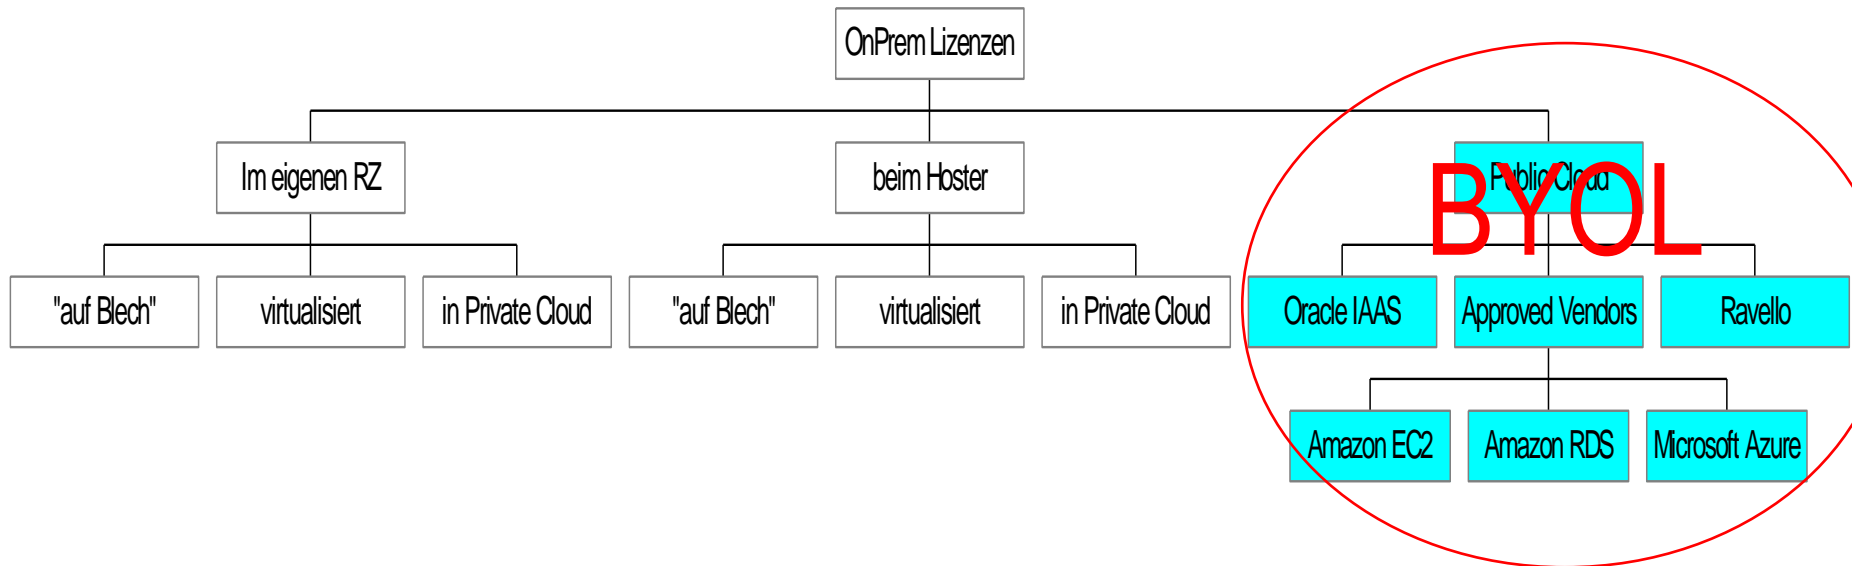 OnPrem Lizenzen
Im eigenen RZ
beim Hoster
Public Cloud
BYOL
"auf Blech"
virtualisiert
in Private Cloud
"auf Blech"
virtualisiert
in Private Cloud
Oracle IAAS
Approved Vendors
Ravello
Amazon EC2
Amazon RDS
Microsoft Azure